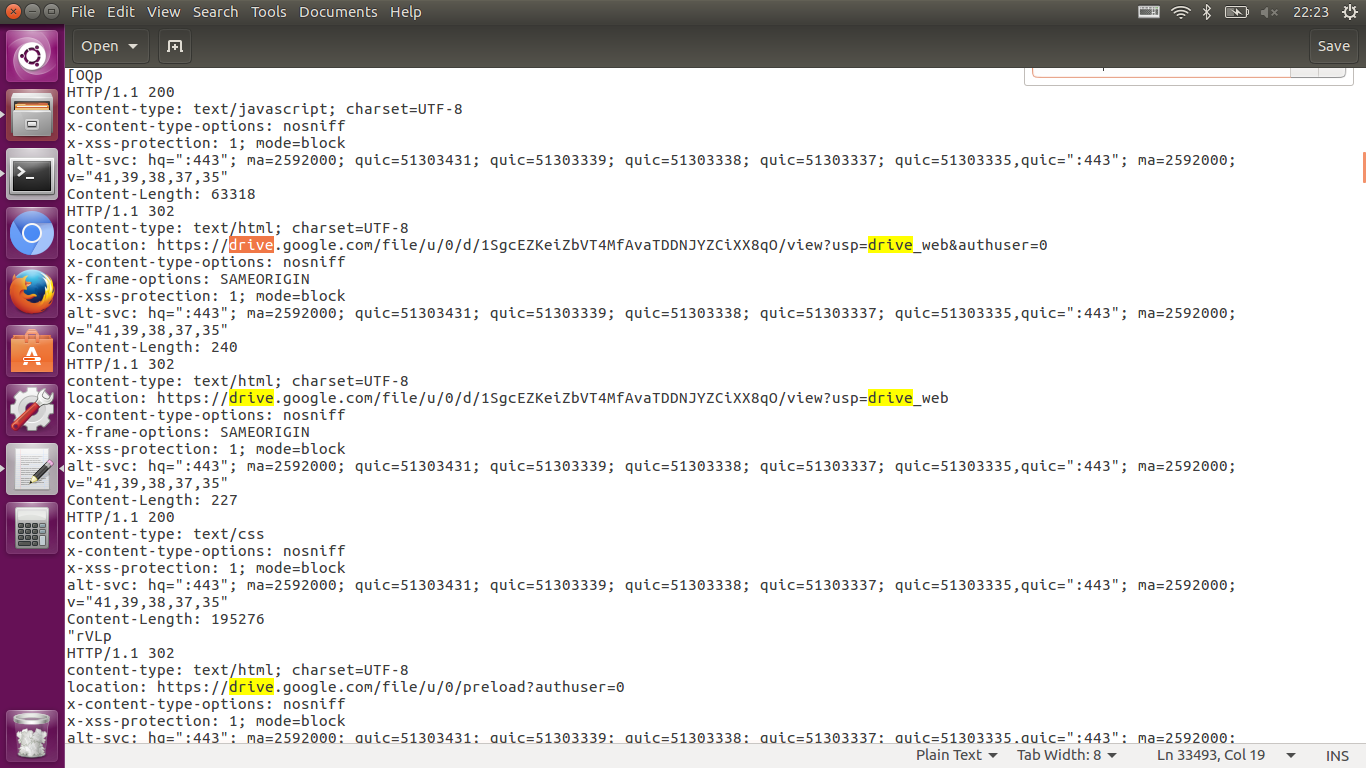 File Edit View Search Tools Documents Help 22:23
Open Save
[OQp
HTTP/1.1 200
content-type: text/javascript; charset=UTF-8
x-content-type-options: nosniff
x-xss-protection: 1; mode=block
alt-svc: hq=":443"; ma=2592000; quic=51303431; quic=51303339; quic=51303338; quic=51303337; quic=51303335,quic=":443"; ma=2592000;
v="41,39,38,37,35"
Content-Length: 63318
HTTP/1.1 302
content-type: text/html; charset=UTF-8
location: https://drive.google.com/file/u/0/d/1SgcEZKeiZbVT4MfAvaTDDNJYZCiXX8qO/view?usp=drive_web&authuser=0
x-content-type-options: nosniff
x-frame-options: SAMEORIGIN
x-xss-protection: 1; mode=block
alt-svc: hq=":443"; ma=2592000; quic=51303431; quic=51303339; quic=51303338; quic=51303337; quic=51303335,quic=":443"; ma=2592000;
v="41,39,38,37,35"
Content-Length: 240
HTTP/1.1 302
content-type: text/html; charset=UTF-8
location: https://drive.google.com/file/u/0/d/1SgcEZKeiZbVT4MfAvaTDDNJYZCiXX8qO/view?usp=drive_web
x-content-type-options: nosniff
x-frame-options: SAMEORIGIN
x-xss-protection: 1; mode=block
alt-svc: hq=":443"; ma=2592000; quic=51303431; quic=51303339; quic=51303338; quic=51303337; quic=51303335,quic=":443"; ma=2592000;
v="41,39,38,37,35"
Content-Length: 227
HTTP/1.1 200
content-type: text/css
x-content-type-options: nosniff
x-xss-protection: 1; mode=block
alt-svc: hq=":443"; ma=2592000; quic=51303431; quic=51303339; quic=51303338; quic=51303337; quic=51303335,quic=":443"; ma=2592000;
v="41,39,38,37,35"
Content-Length: 195276
"rVLp
HTTP/1.1 302
content-type: text/html; charset=UTF-8
location: https://drive.google.com/file/u/0/preload?authuser=0
x-content-type-options: nosniff
x-xss-protection: 1; mode=block
alt-svc: hq=":443"; ma=2592000; quic=51303431; quic=51303339; quic=51303338; quic=51303337; quic=51303335,quic=":443"; ma=2592000;
Plain Text Tab Width: 8 Ln 33493, Col 19 INS